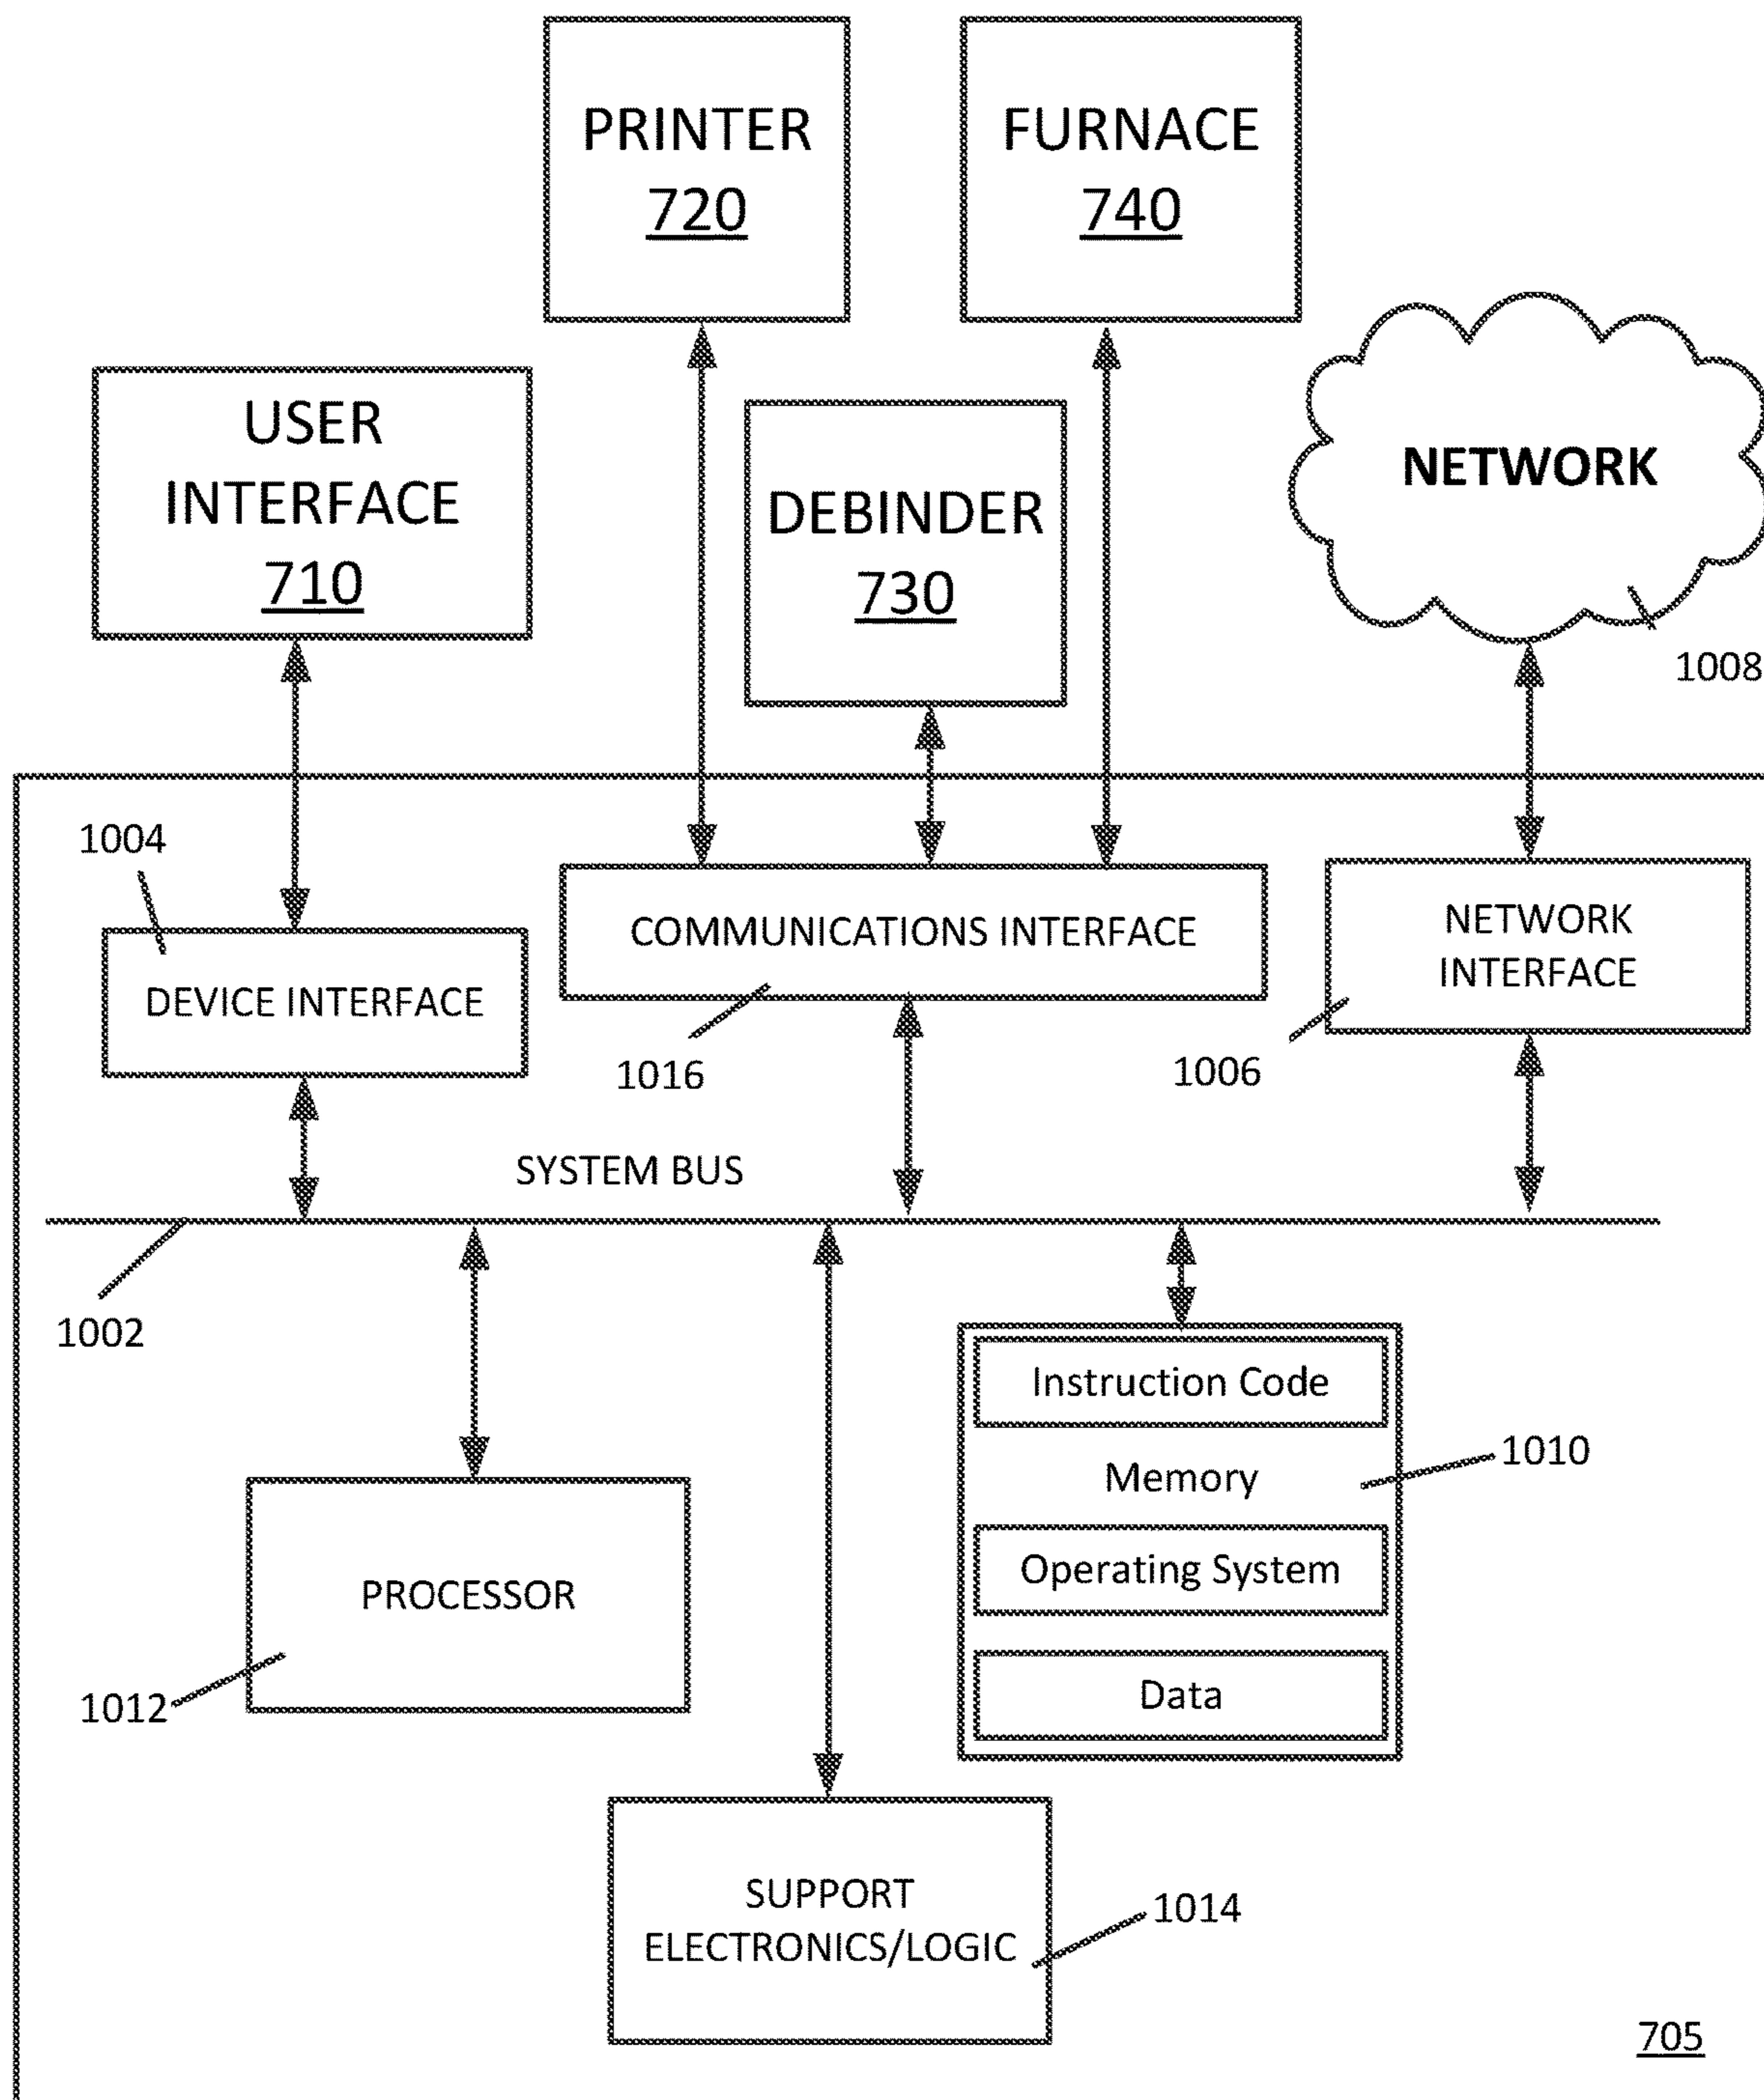 PRINTER
720
FURNACE
740
USER
INTERFACE
710
DEBINDER
730
NETWORK
1008
1004
DEVICE INTERFACE
COMMUNICATIONS INTERFACE
1016
NETWORK
INTERFACE
1006
SYSTEM BUS
1002
Instruction Code
Memory
1010
Operating System
Data
PROCESSOR
1012
SUPPORT
ELECTRONICS/LOGIC
1014
705